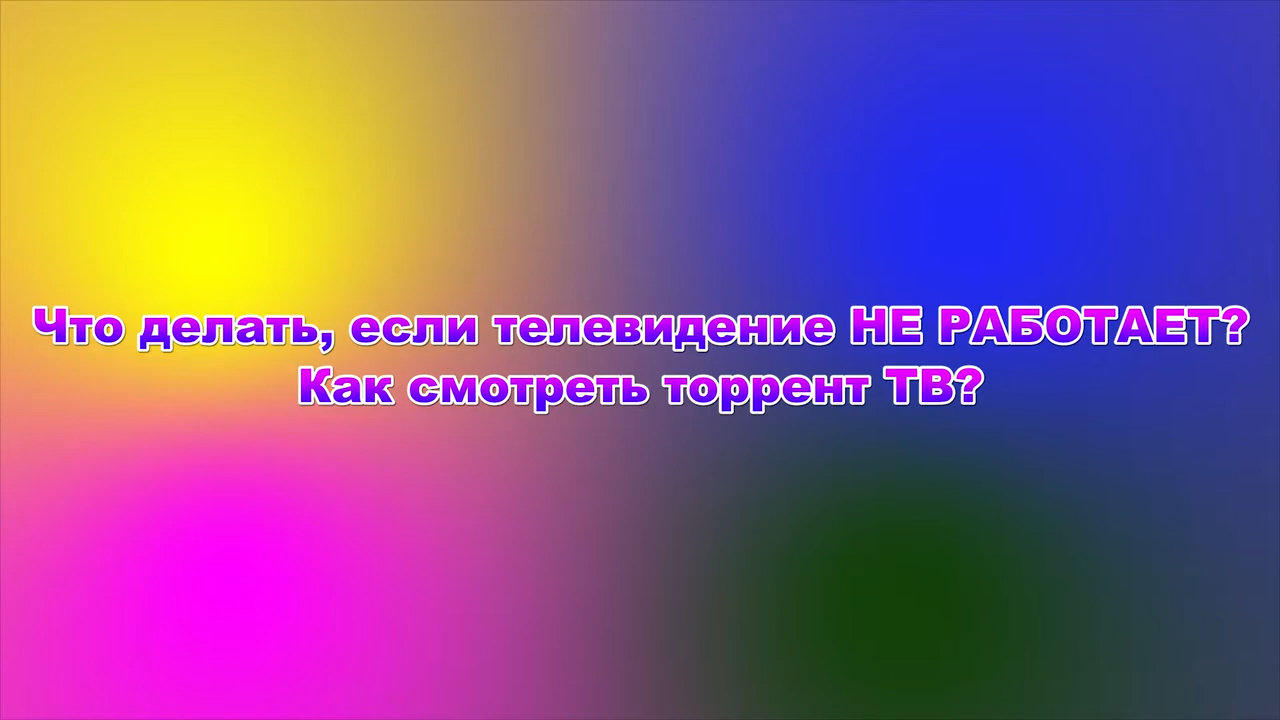 Что делать, если телевидение НЕ РАБОТАЕТ?
Как смотреть торрент ТВ?